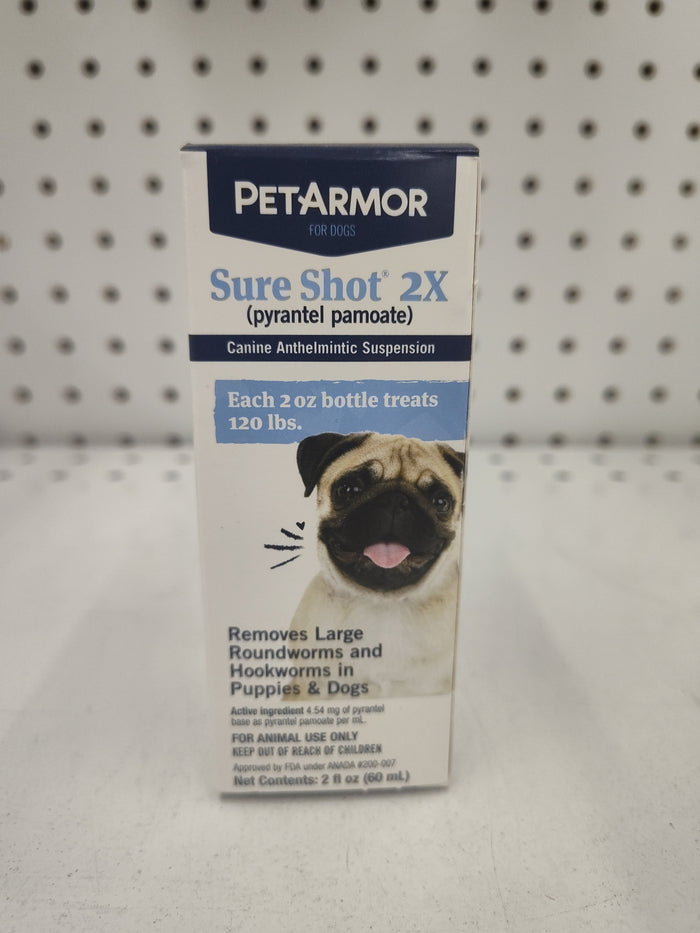 PETARMOR
FOR DOGS
Sure Shot® 2X
(pyrantel pamoate)
Canine Anthelmintic Suspension
Each 2 oz bottle treats
120 lbs.
Removes Large
Roundworms and
Hookworms in
Puppies & Dogs
Active ingredient 4.54 mg of pyrantel
base as pyrantel pamoate per mL.
FOR ANIMAL USE ONLY
KEEP OUT OF REACH OF CHILDREN
Approved by FDA under ANADA #200-007
Net Contents: 2 fl oz (60 mL)